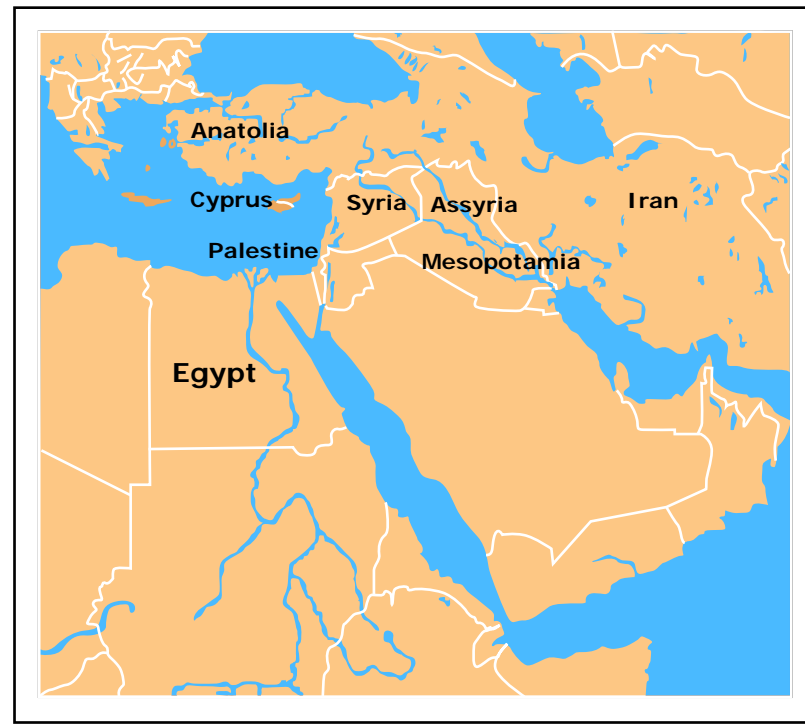 Anatolia
Cyprus
Syria
Assyria
Iran
Palestine
Mesopotamia
Egypt